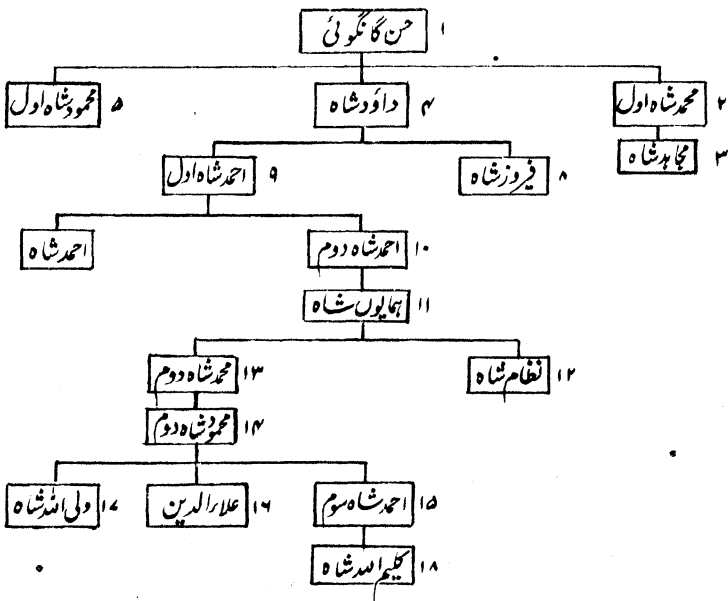 ۱ حسن گانگوئی
۲ محمد شاہ اول ۴ داؤد شاہ ۵ محمود شاہ اول
۳ مجاہد شاہ
۸ فیروز شاہ ۹ احمد شاہ اول
۱۰ احمد شاہ دوم احمد شاہ
۱۱ ہمایوں شاہ
۱۲ نظام شاہ ۱۳ محمد شاہ دوم
۱۴ محمود شاہ دوم
۱۵ احمد شاہ سوم ۱۶ علاءالدین ۱۷ ولی اللہ شاہ
۱۸ کلیم اللہ شاہ